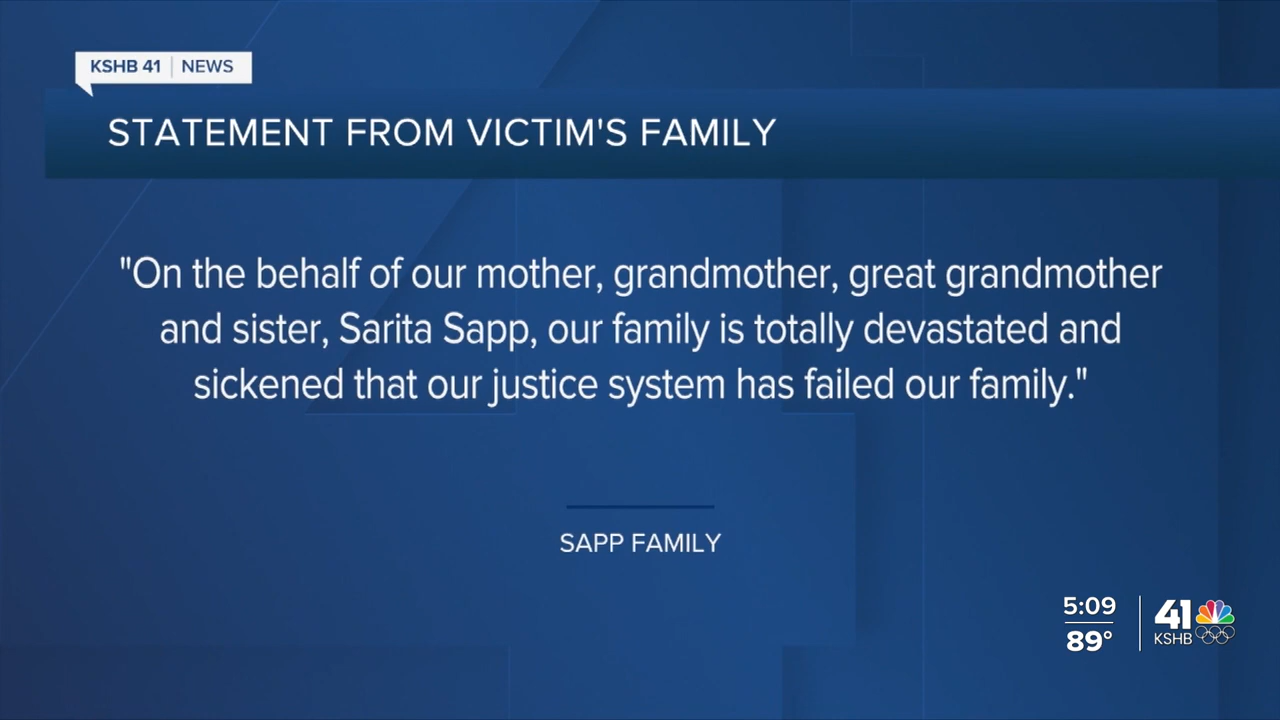 KSHB 41 | NEWS
STATEMENT FROM VICTIM'S FAMILY
"On the behalf of our mother, grandmother, great grandmother
and sister, Sarita Sapp, our family is totally devastated and
sickened that our justice system has failed our family."
SAPP FAMILY
5:09
89°
41
KSHB